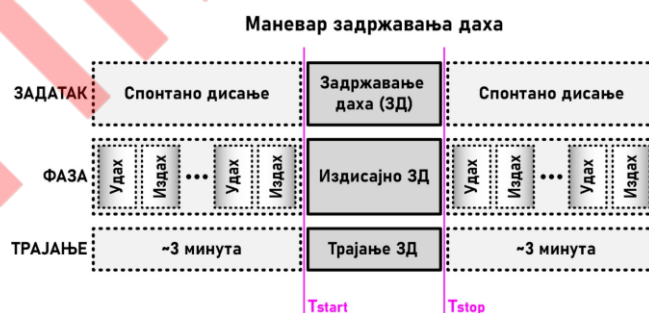 Маневар задржавања даха
ЗАДАТАК
Спонтано дисање
Задржавање
даха (ЗД)
Спонтано дисање
ФАЗА
Удах
Издах
•••
Удах
Издах
Издисајно ЗД
Удах
Издах
•••
Удах
Издах
ТРАЈАЊЕ
~3 минута
Трајање ЗД
~3 минута
Tstart
Tstop